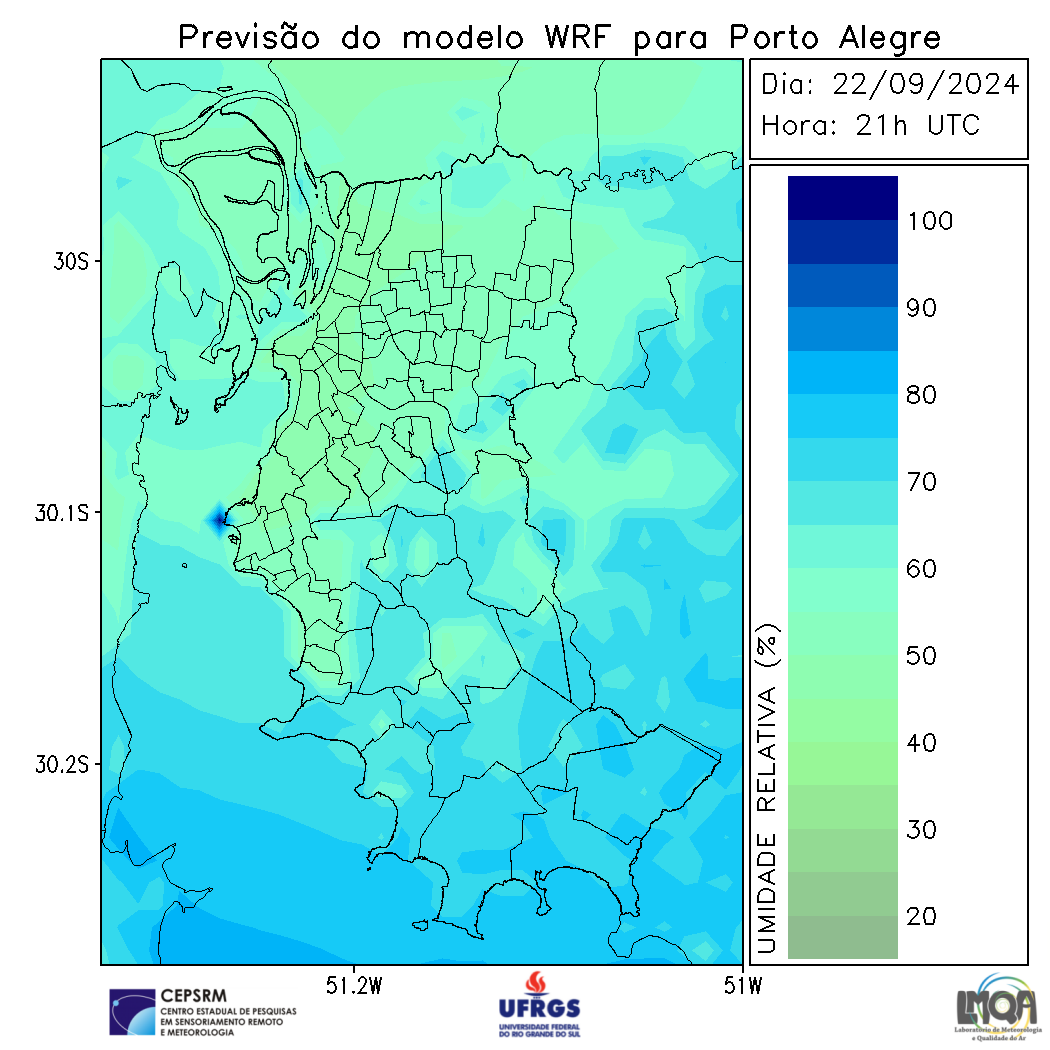 Previsão do modelo WRF para Porto Alegre
Dia: 22/09/2024
Hora: 21h UTC
30S
30.1S
30.2S
51.2W
51W
UMIDADE RELATIVA (%)
100
90
80
70
60
50
40
30
20
CEPSRM
CENTRO ESTADUAL DE PESQUISAS
EM SENSORIAMENTO REMOTO
E METEOROLOGIA
UFRGS
UNIVERSIDADE FEDERAL
DO RIO GRANDE DO SUL
LMQA
Laboratório de Meteorologia
e Qualidade do Ar